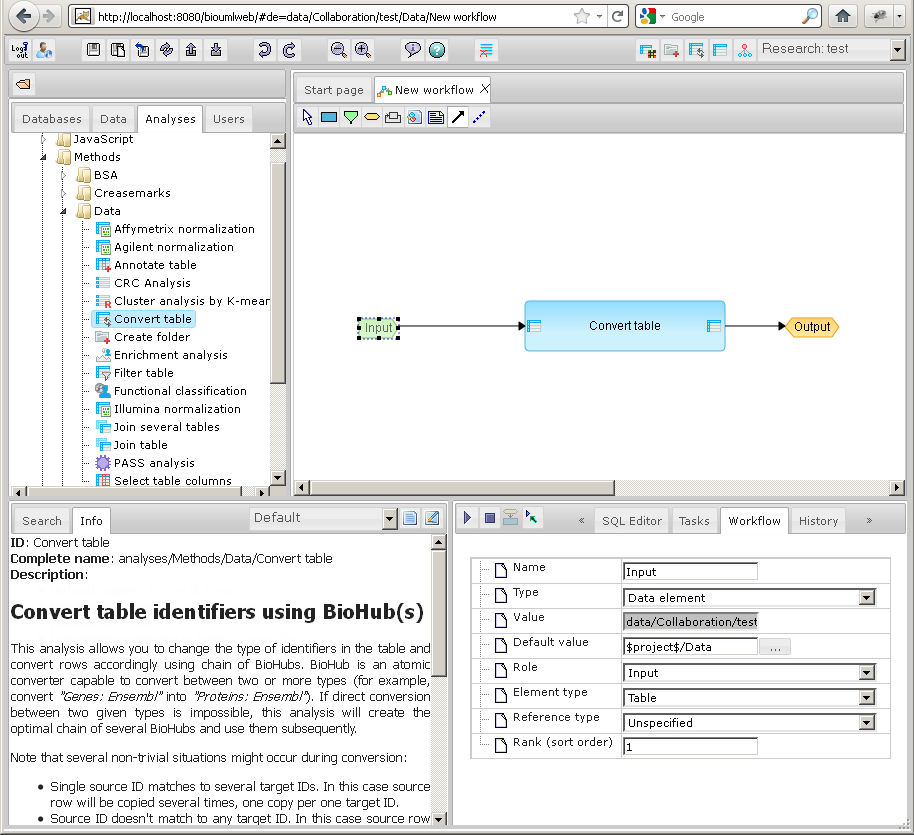 http://localhost:8080/bioumlweb/#de=data/Collaboration/test/Data/New workflow
Google
Log out
Research: test
Databases
Data
Analyses
Users
JavaScript
Methods
BSA
Creasemarks
Data
Affymetrix normalization
Agilent normalization
Annotate table
CRC Analysis
Cluster analysis by K-mear
Convert table
Create folder
Enrichment analysis
Filter table
Functional classification
Illumina normalization
Join several tables
Join table
PASS analysis
Select table columns
Start page
New workflow
Input
Convert table
Output
Search
Info
Default
ID: Convert table
Complete name: analyses/Methods/Data/Convert table
Description:
Convert table identifiers using BioHub(s)
This analysis allows you to change the type of identifiers in the table and
convert rows accordingly using chain of BioHubs. BioHub is an atomic
converter capable to convert between two or more types (for example,
convert "Genes: Ensembl" into "Proteins: Ensembl"). If direct conversion
between two given types is impossible, this analysis will create the
optimal chain of several BioHubs and use them subsequently.
Note that several non-trivial situations might occur during conversion:
• Single source ID matches to several target IDs. In this case source
row will be copied several times, one copy per one target ID.
• Source ID doesn't match to any target ID. In this case source row
«
SQL Editor
Tasks
Workflow
History
»
Name
Input
Type
Data element
Value
data/Collaboration/test
Default value
$project$/Data
...
Role
Input
Element type
Table
Reference type
Unspecified
Rank (sort order)
1